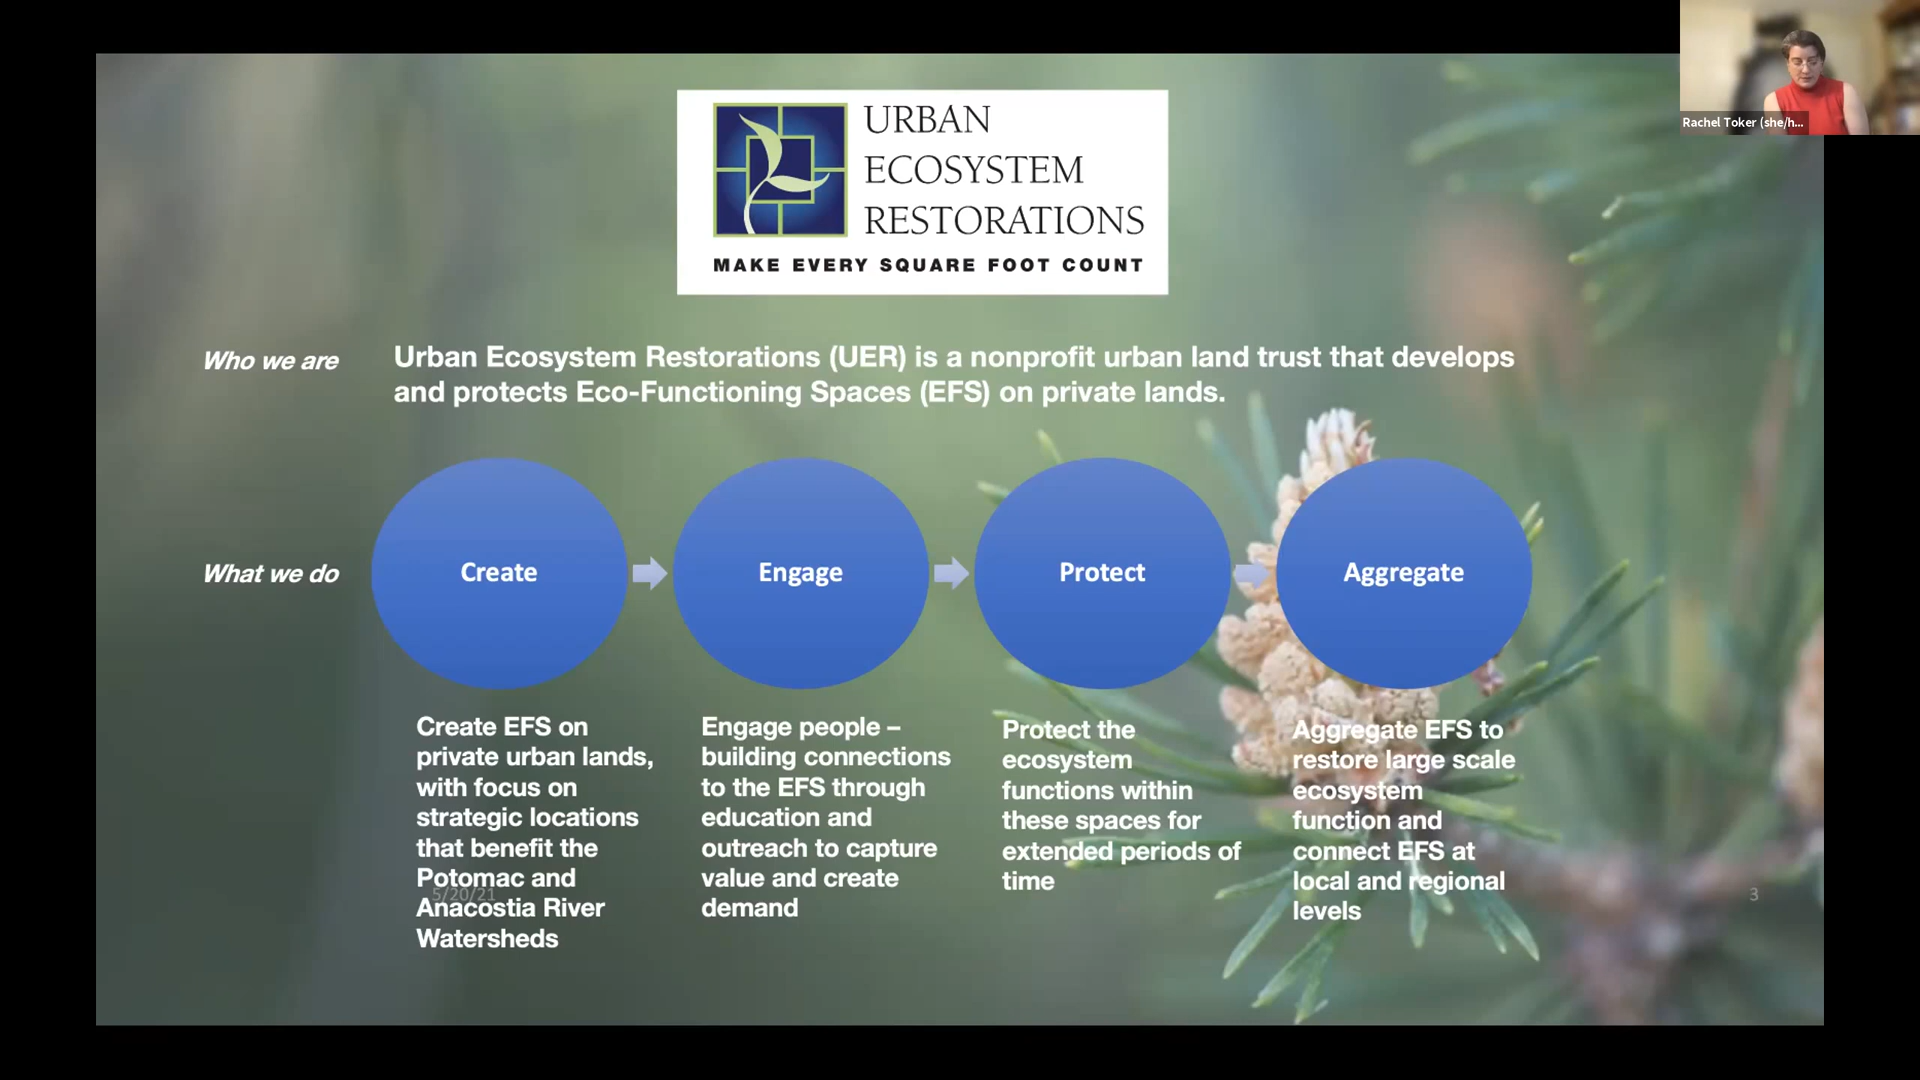 URBAN
ECOSYSTEM
RESTORATIONS
MAKE EVERY SQUARE FOOT COUNT
Rachel Toker (she/h...
Who we are
Urban Ecosystem Restorations (UER) is a nonprofit urban land trust that develops
and protects Eco-Functioning Spaces (EFS) on private lands.
What we do
Create
Engage
Protect
Aggregate
Create EFS on
private urban lands,
with focus on
strategic locations
that benefit the
Potomac and
Anacostia River
Watersheds
Engage people –
building connections
to the EFS through
education and
outreach to capture
value and create
demand
Protect the
ecosystem
functions within
these spaces for
extended periods of
time
Aggregate EFS to
restore large scale
ecosystem
function and
connect EFS at
local and regional
levels
5/20/21
3